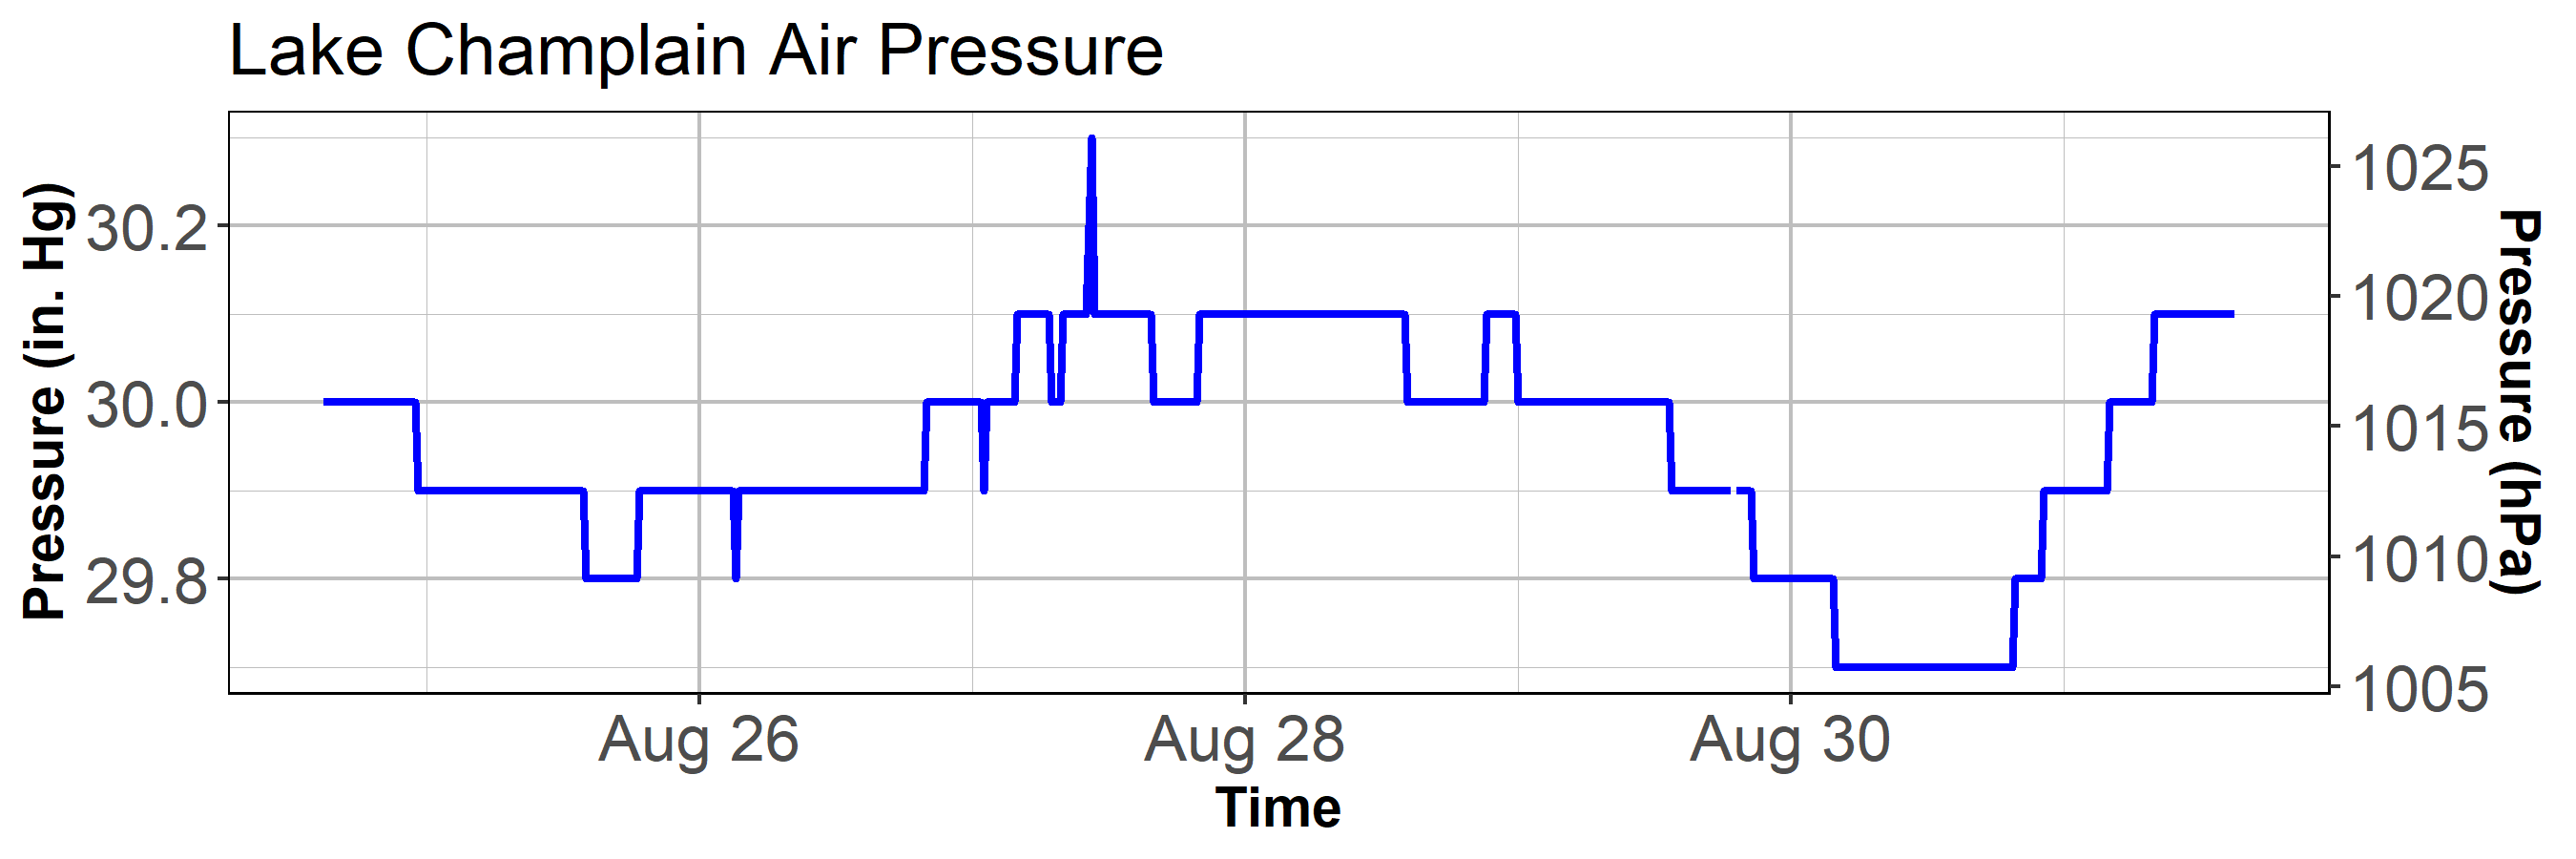 Lake Champlain Air Pressure
Pressure (in. Hg)
30.2
30.0
29.8
1025
1020
1015
1010
1005
Pressure (hPa)
Aug 26 Aug 28 Aug 30
Time